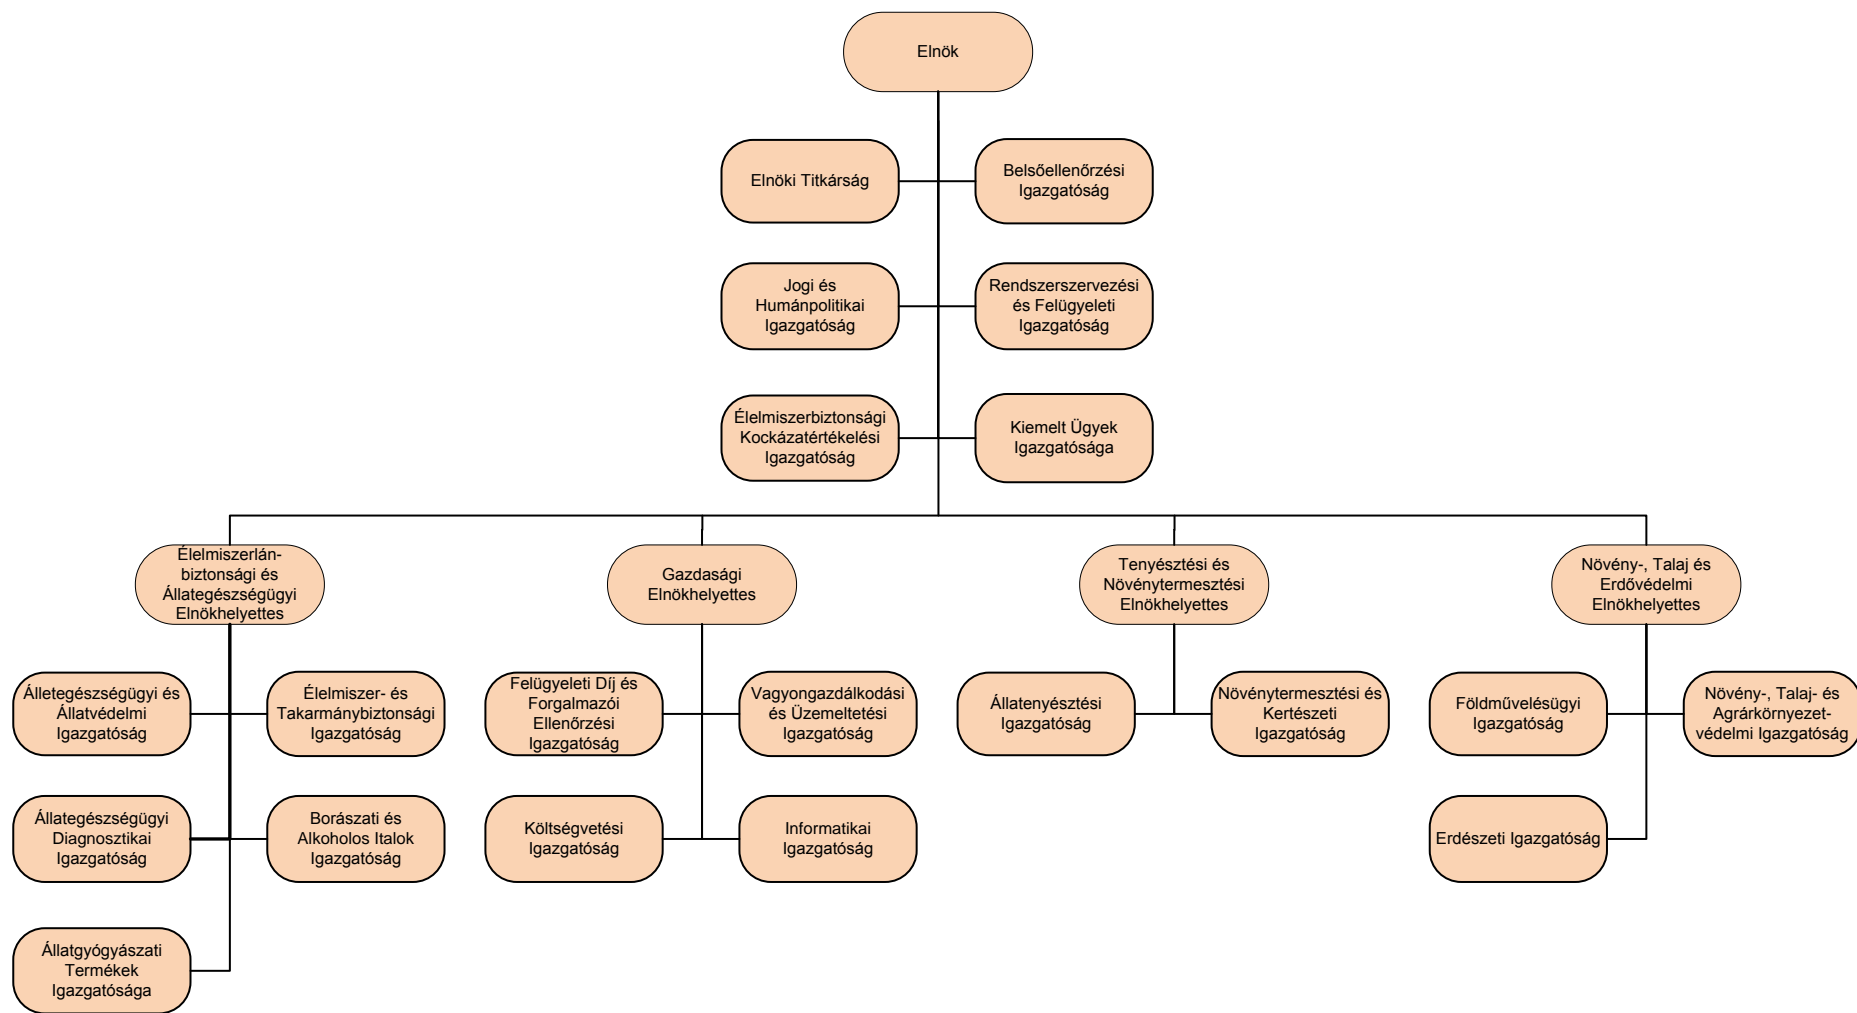 Elnök
Elnöki Titkárság
Belsőellenőrzési
Igazgatóság
Jogi és
Humánpolitikai
Igazgatóság
Rendszerszervezési
és Felügyeleti
Igazgatóság
Élelmiszerbiztonsági
Kockázatértékelési
Igazgatóság
Kiemelt Ügyek
Igazgatósága
Élelmiszerlán-
biztonsági és
Állategészségügyi
Elnökhelyettes
Gazdasági
Elnökhelyettes
Tenyésztési és
Növénytermesztési
Elnökhelyettes
Növény-, Talaj és
Erdővédelmi
Elnökhelyettes
Álletegészségügyi és
Állatvédelmi
Igazgatóság
Élelmiszer- és
Takarmánybiztonsági
Igazgatóság
Felügyeleti Díj és
Forgalmazói
Ellenőrzési
Igazgatóság
Vagyongazdálkodási
és Üzemeltetési
Igazgatóság
Állatenyésztési
Igazgatóság
Növénytermesztési és
Kertészeti
Igazgatóság
Földművelésügyi
Igazgatóság
Növény-, Talaj- és
Agrárkörnyezet-
védelmi Igazgatóság
Állategészségügyi
Diagnosztikai
Igazgatóság
Borászati és
Alkoholos Italok
Igazgatóság
Költségvetési
Igazgatóság
Informatikai
Igazgatóság
Erdészeti Igazgatóság
Állatgyógyászati
Termékek
Igazgatósága